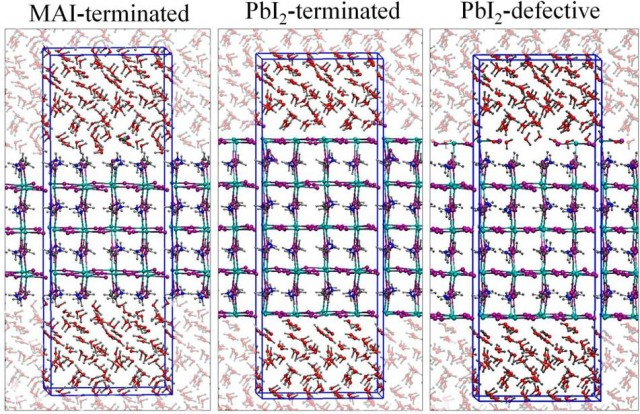 MAI-terminated
PbI₂-terminated
PbI₂-defective